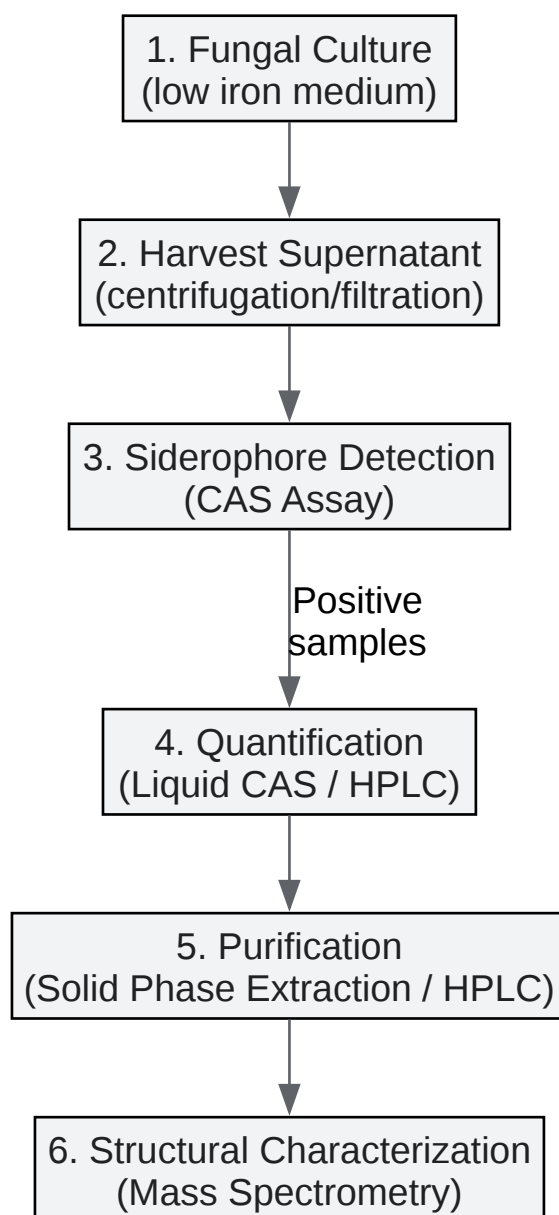 1. Fungal Culture
(low iron medium)
2. Harvest Supernatant
(centrifugation/filtration)
3. Siderophore Detection
(CAS Assay)
Positive
samples
4. Quantification
(Liquid CAS / HPLC)
5. Purification
(Solid Phase Extraction / HPLC)
6. Structural Characterization
(Mass Spectrometry)